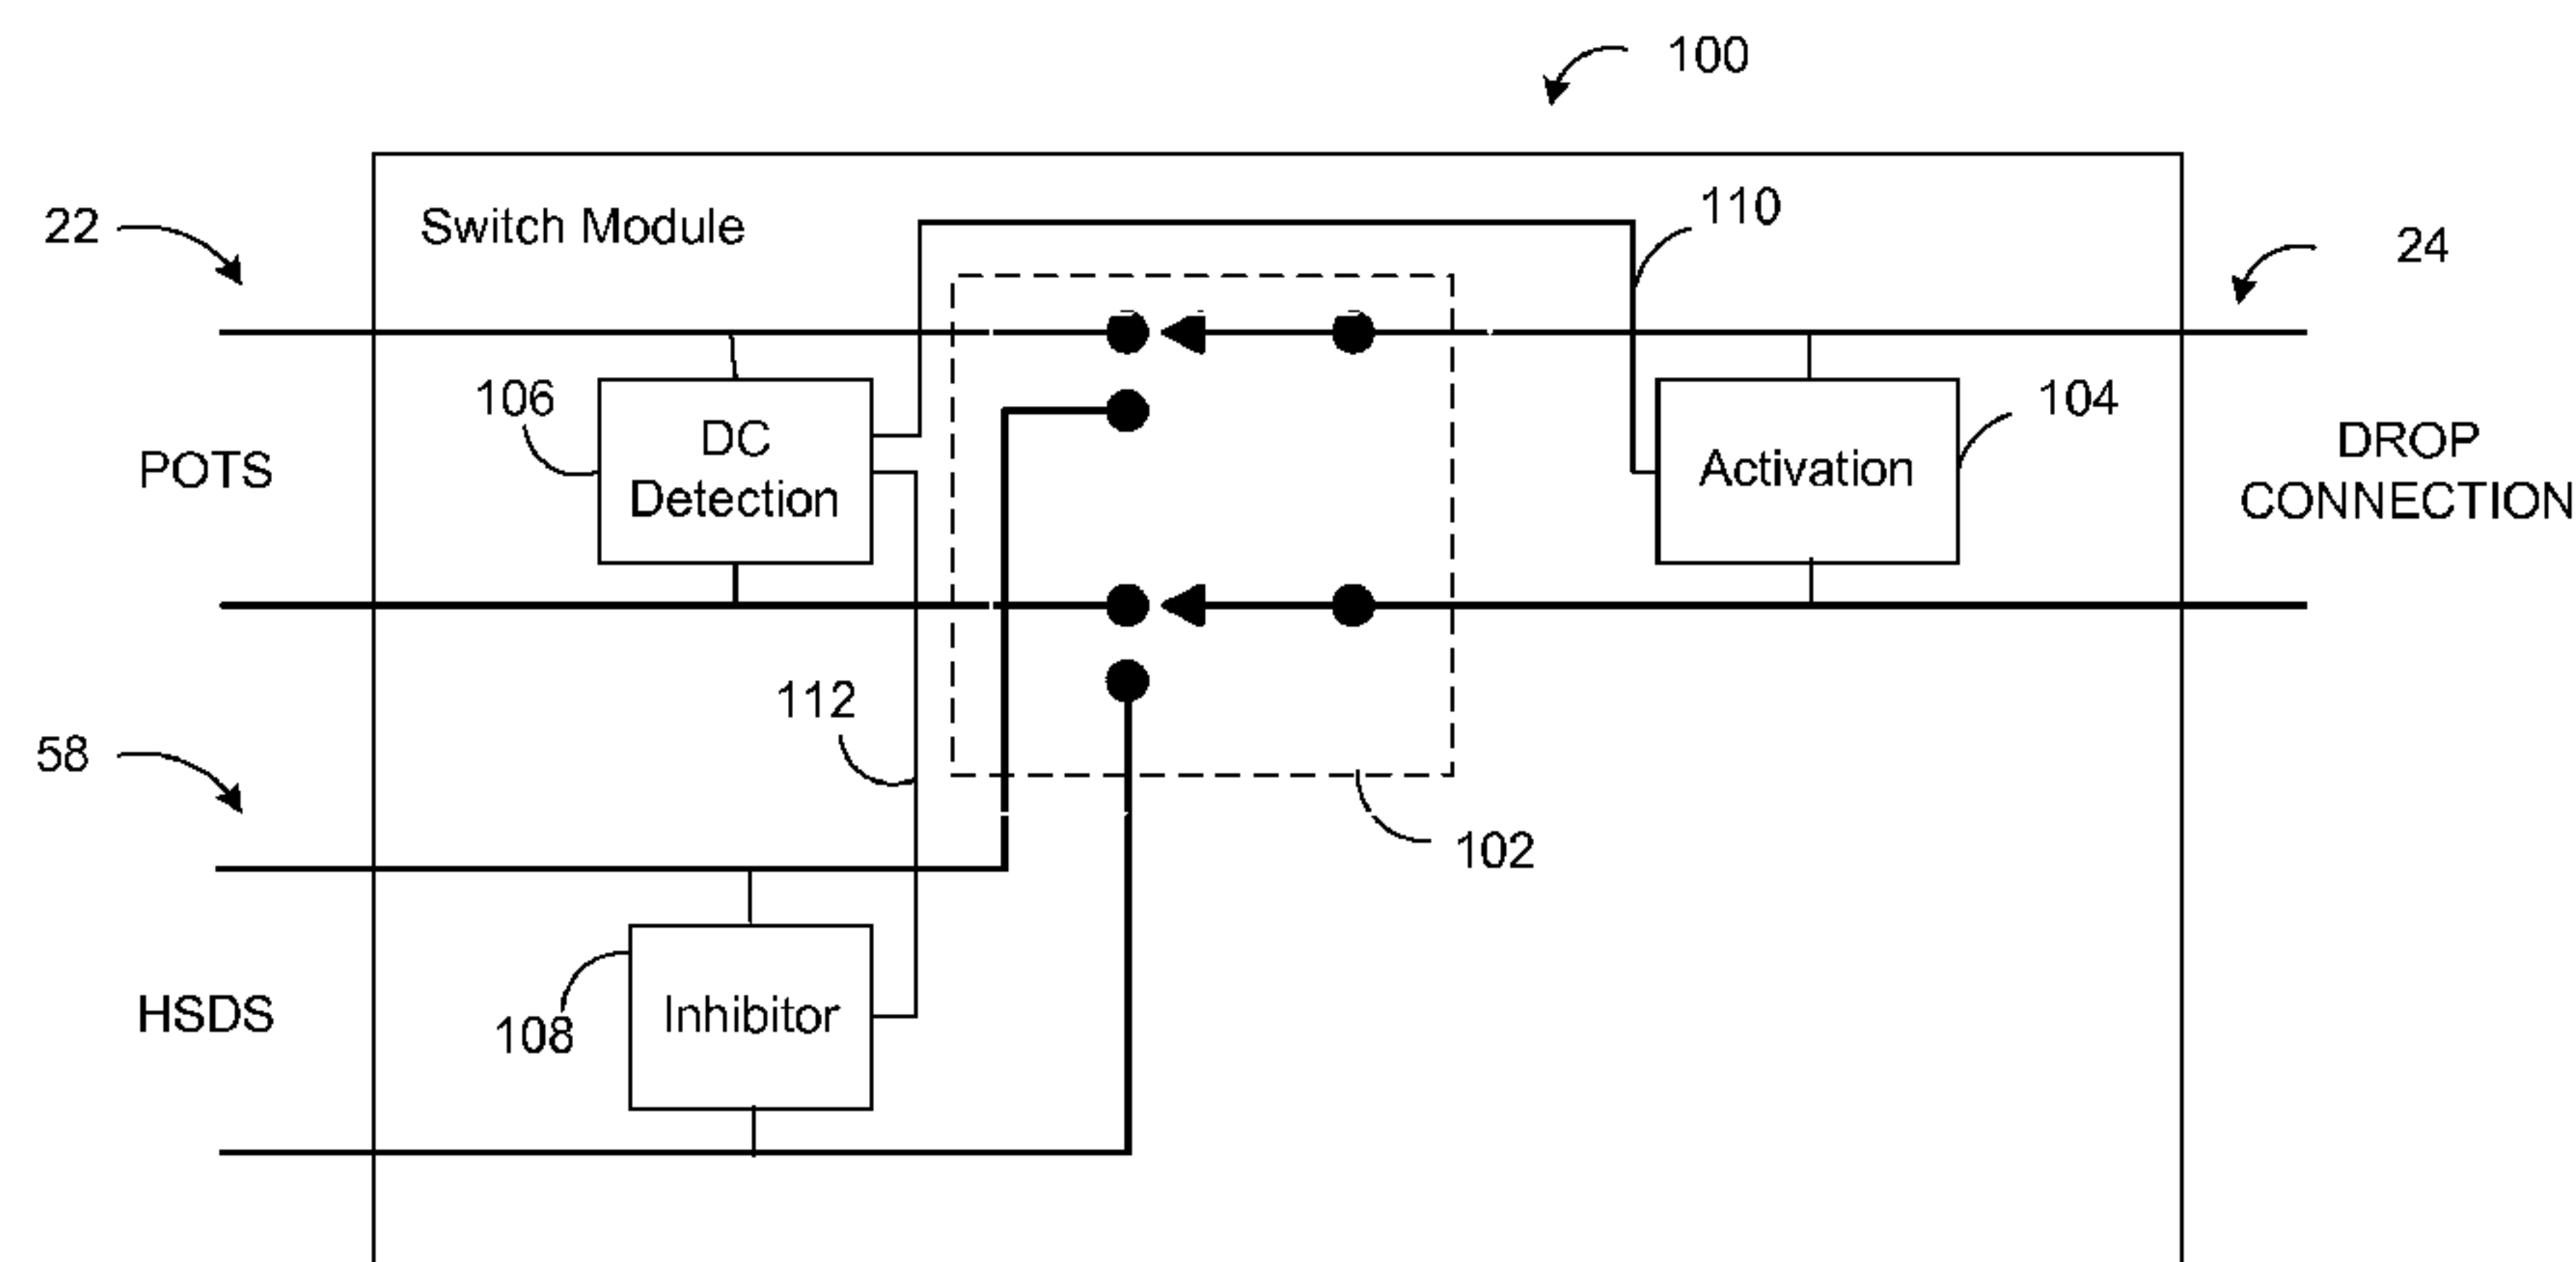 100
22
Switch Module
110
24
106
DC
Detection
104
Activation
POTS
DROP
CONNECTION
112
58
102
HSDS
108
Inhibitor